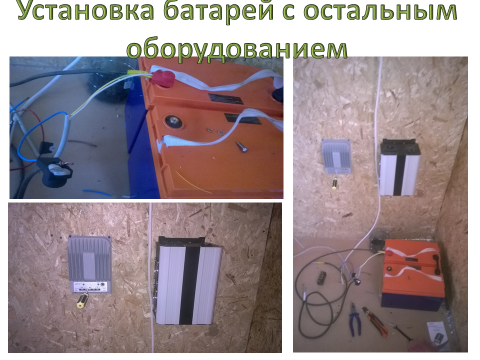 Установка батарей с остальным
оборудованием